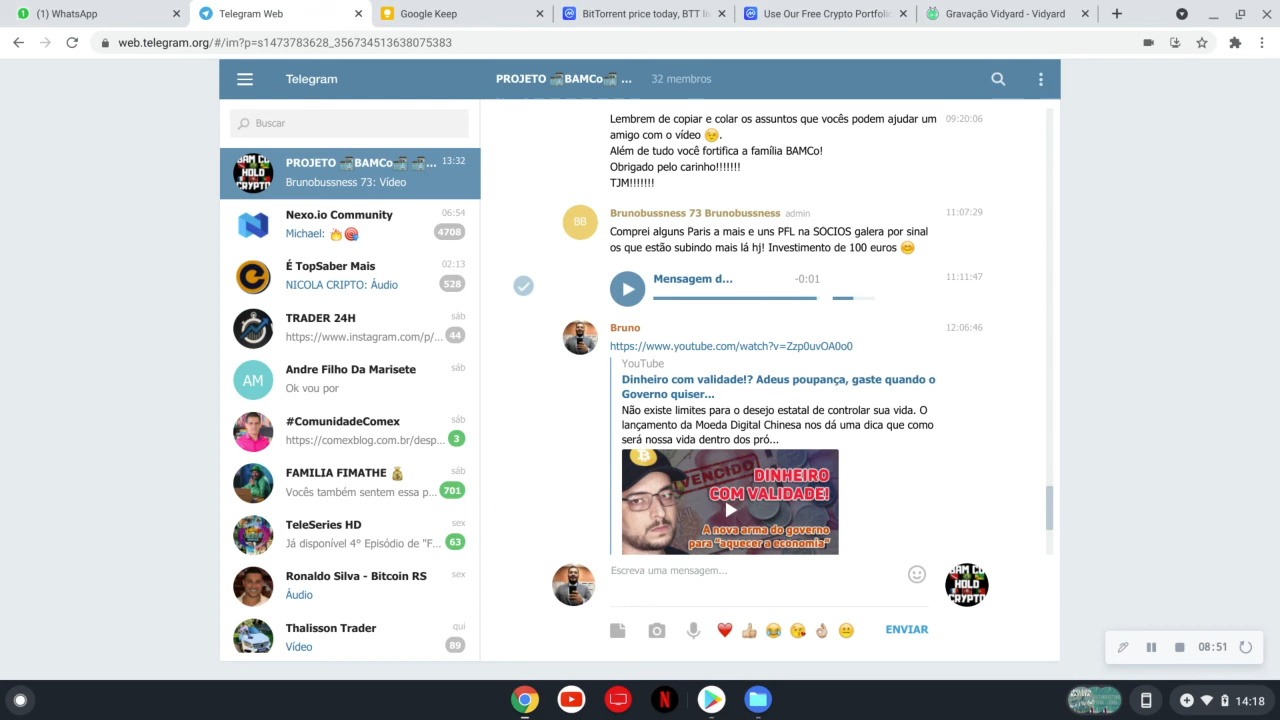 (1) WhatsApp
Telegram Web
Google Keep
BitTorrent price today, BTT li
Use Our Free Crypto Portfolio
Gravação Vidyard - Vidyard
web.telegram.org/#/im?p=s1473783628_356734513638075383
Telegram
PROJETO BAMCo ...
32 membros
Buscar
PROJETO BAMCo ...
13:32
Brunobussness 73: Vídeo
Nexo.io Community
06:54
Michael:
4708
É TopSaber Mais
02:13
NICOLA CRIPTO: Áudio
528
TRADER 24H
sáb
https://www.instagram.com/p/...
44
AM
Andre Filho Da Marisete
sáb
Ok vou por
#ComunidadeComex
sáb
https://comexblog.com.br/desp...
3
FAMILIA FIMATHE 💰
sáb
Vocês também sentem essa p...
701
TeleSeries HD
sex
Já disponível 4° Episódio de "F...
63
Ronaldo Silva - Bitcoin RS
sex
Áudio
Thalisson Trader
qui
Vídeo
89
Lembrem de copiar e colar os assuntos que vocês podem ajudar um
09:20:06
amigo com o vídeo 😉.
Além de tudo você fortifica a família BAMCo!
Obrigado pelo carinho!!!!!!!
TJM!!!!!!!
BB
Brunobussness 73 Brunobussness admin
11:07:29
Comprei alguns Paris a mais e uns PFL na SOCIOS galera por sinal
os que estão subindo mais lá hj! Investimento de 100 euros 😊
Mensagem d...
-0:01
11:11:47
Bruno
12:06:46
https://www.youtube.com/watch?v=Zzp0uvOA0o0
YouTube
Dinheiro com validade!? Adeus poupança, gaste quando o
Governo quiser...
Não existe limites para o desejo estatal de controlar sua vida. O
lançamento da Moeda Digital Chinesa nos dá uma dica que como
será nossa vida dentro dos pró...
VENCIDO
DINHEIRO
COM VALIDADE!
A nova arma do governo
para "aquecer a economia"
Escreva uma mensagem...
BAM CO
HOLD
CRYPTO
ENVIAR
08:51
14:18